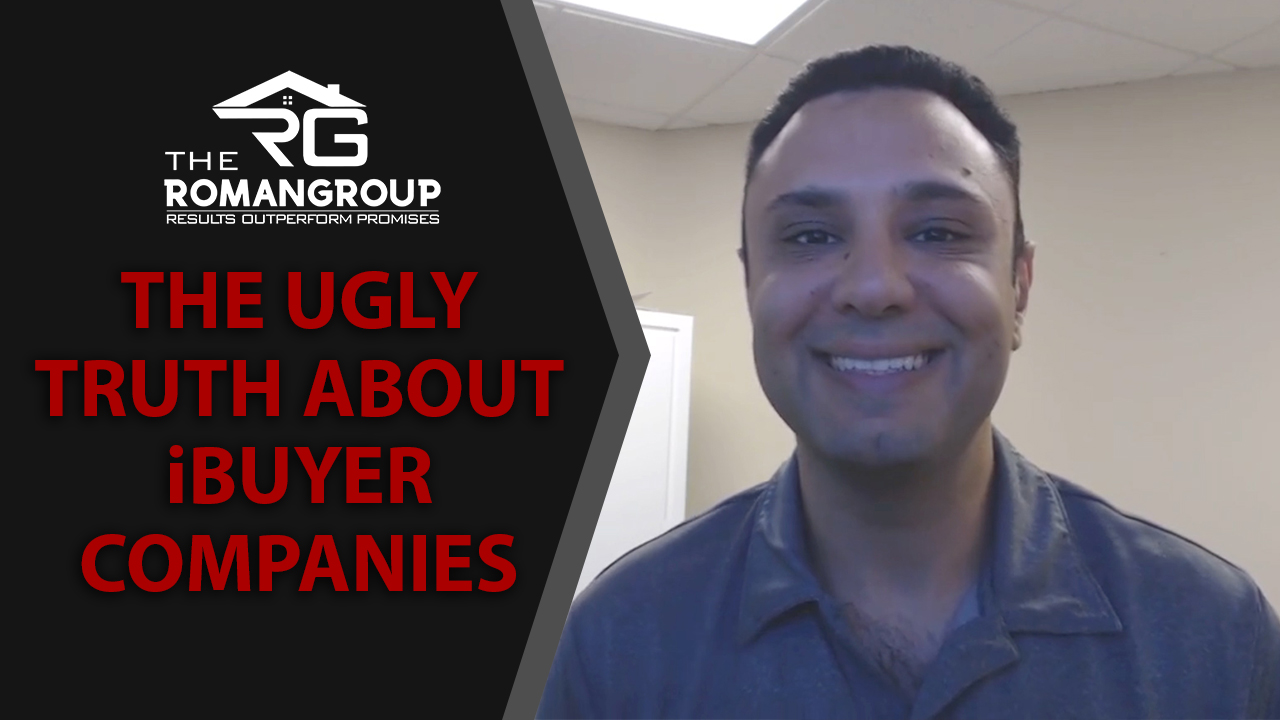 RG
THE
ROMANGROUP
RESULTS OUTPERFORM PROMISES
THE UGLY
TRUTH ABOUT
iBUYER
COMPANIES